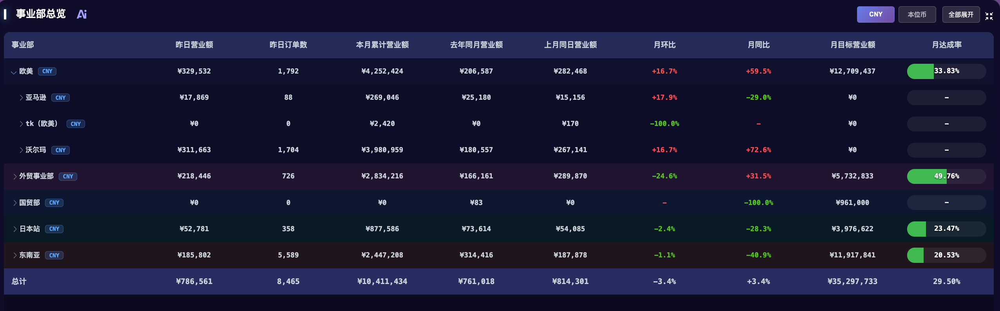 事业部总览 Ai CNY 本位币 全部展开
事业部 昨日营业额 昨日订单数 本月累计营业额 去年同月营业额 上月同日营业额 月环比 月同比 月目标营业额 月达成率
欧美 CNY ¥329,532 1,792 ¥4,252,424 ¥206,587 ¥282,468 +16.7% +59.5% ¥12,709,437 33.83%
亚马逊 CNY ¥17,869 88 ¥269,046 ¥25,180 ¥15,156 +17.9% -29.0% ¥0 -
tk（欧美） CNY ¥0 0 ¥2,420 ¥0 ¥170 -100.0% - ¥0 -
沃尔玛 CNY ¥311,663 1,704 ¥3,980,959 ¥180,557 ¥267,141 +16.7% +72.6% ¥0 -
外贸事业部 CNY ¥218,446 726 ¥2,834,216 ¥166,161 ¥289,870 -24.6% +31.5% ¥5,732,833 49.76%
国贸部 CNY ¥0 0 ¥0 ¥83 ¥0 - -100.0% ¥961,000 -
日本站 CNY ¥52,781 358 ¥877,586 ¥73,614 ¥54,085 -2.4% -28.3% ¥3,976,622 23.47%
东南亚 CNY ¥185,802 5,589 ¥2,447,208 ¥314,416 ¥187,878 -1.1% -40.9% ¥11,917,841 20.53%
总计 ¥786,561 8,465 ¥10,411,434 ¥761,018 ¥814,301 -3.4% +3.4% ¥35,297,733 29.50%